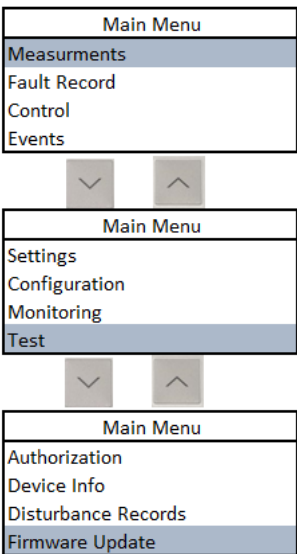 Main Menu
Measurments
Fault Record
Control
Events
Main Menu
Settings
Configuration
Monitoring
Test
Main Menu
Authorization
Device Info
Disturbance Records
Firmware Update